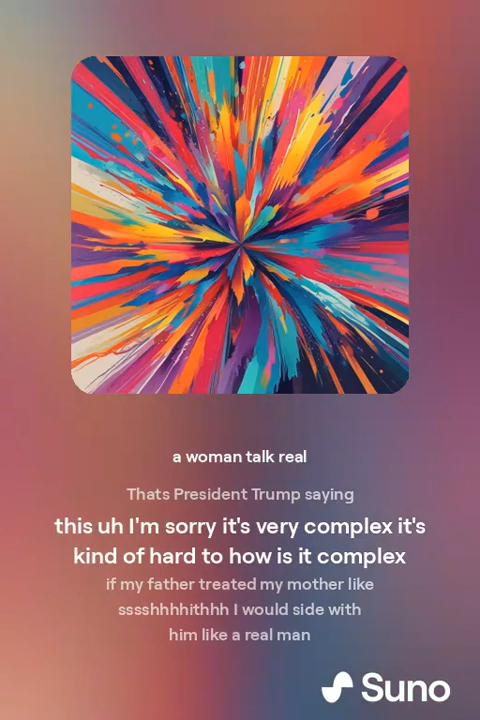 a woman talk real
Thats President Trump saying
this uh I'm sorry it's very complex it's
kind of hard to how is it complex
if my father treated my mother like
sssshhhhithhh I would side with
him like a real man
Suno